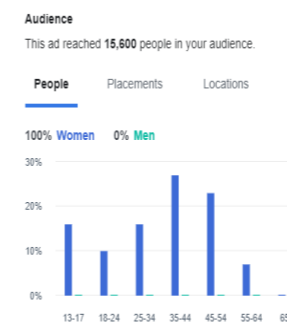 Audience
This ad reached 15,600 people in your audience.
People Placements Locations
100% Women 0% Men
30%
20%
10%
0%
13-17 18-24 25-34 35-44 45-54 55-64